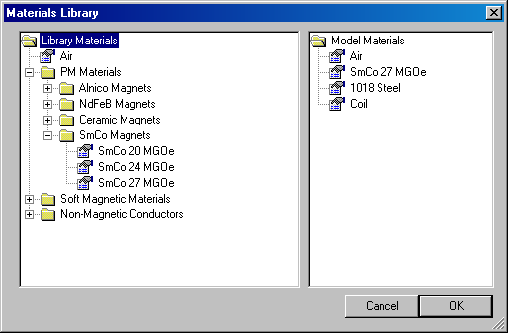 Materials Library
Library Materials
Air
PM Materials
Alnico Magnets
NdFeB Magnets
Ceramic Magnets
SmCo Magnets
SmCo 20 MGOe
SmCo 24 MGOe
SmCo 27 MGOe
Soft Magnetic Materials
Non-Magnetic Conductors
Model Materials
Air
SmCo 27 MGOe
1018 Steel
Coil
Cancel
OK